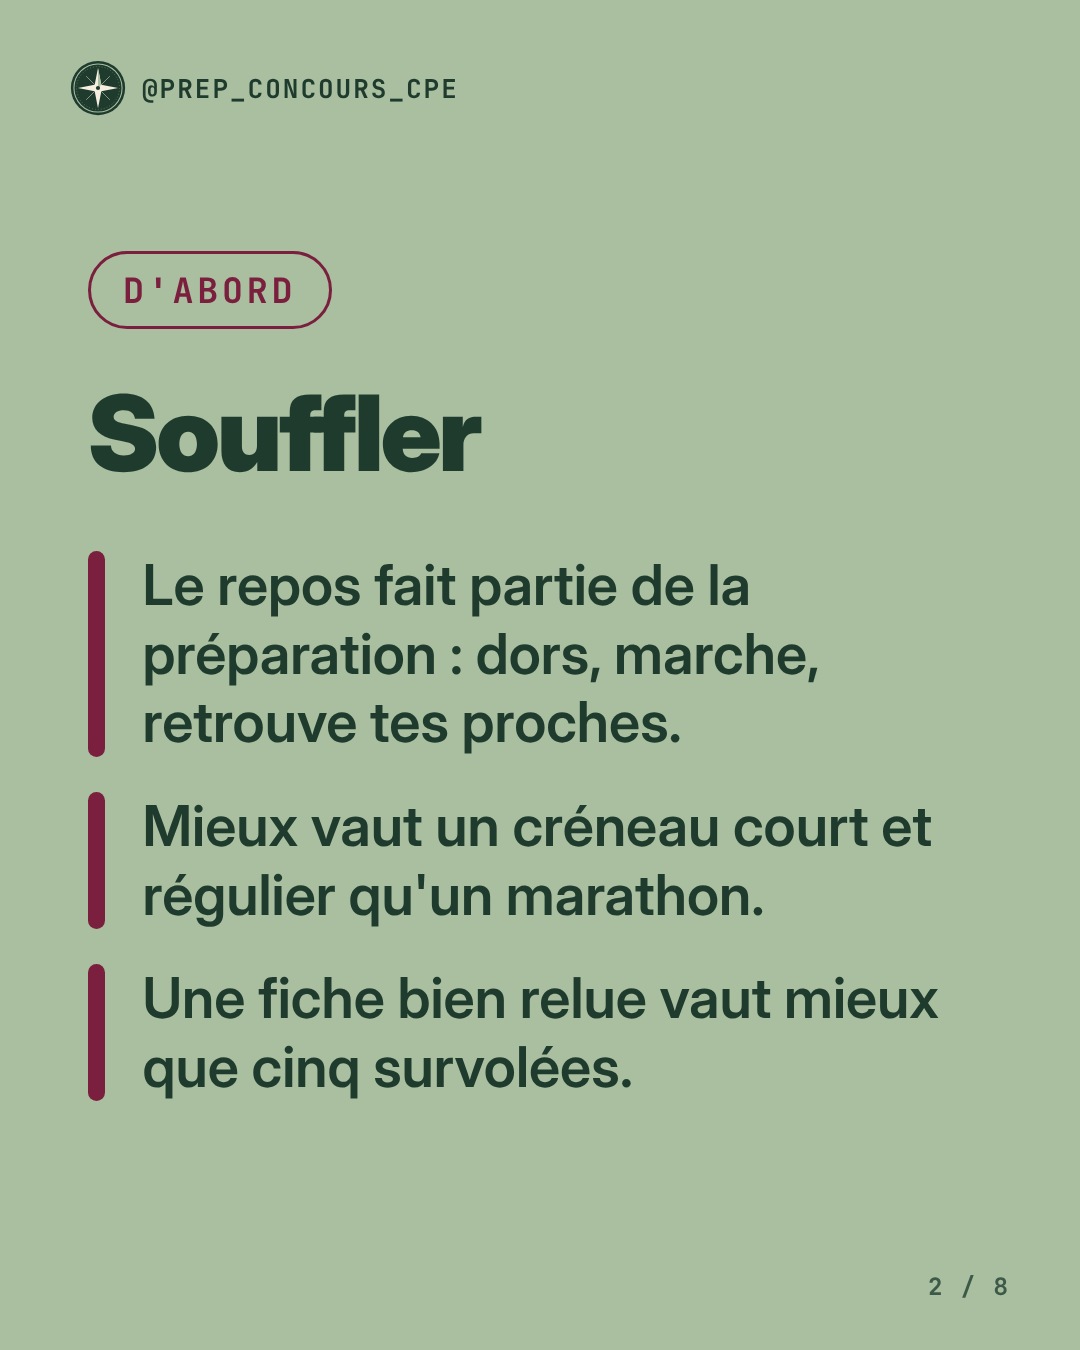 @PREP_CONCOURS_CPE
D'ABORD
Souffler
Le repos fait partie de la
préparation : dors, marche,
retrouve tes proches.
Mieux vaut un créneau court et
régulier qu'un marathon.
Une fiche bien relue vaut mieux
que cinq survolées.
2 / 8